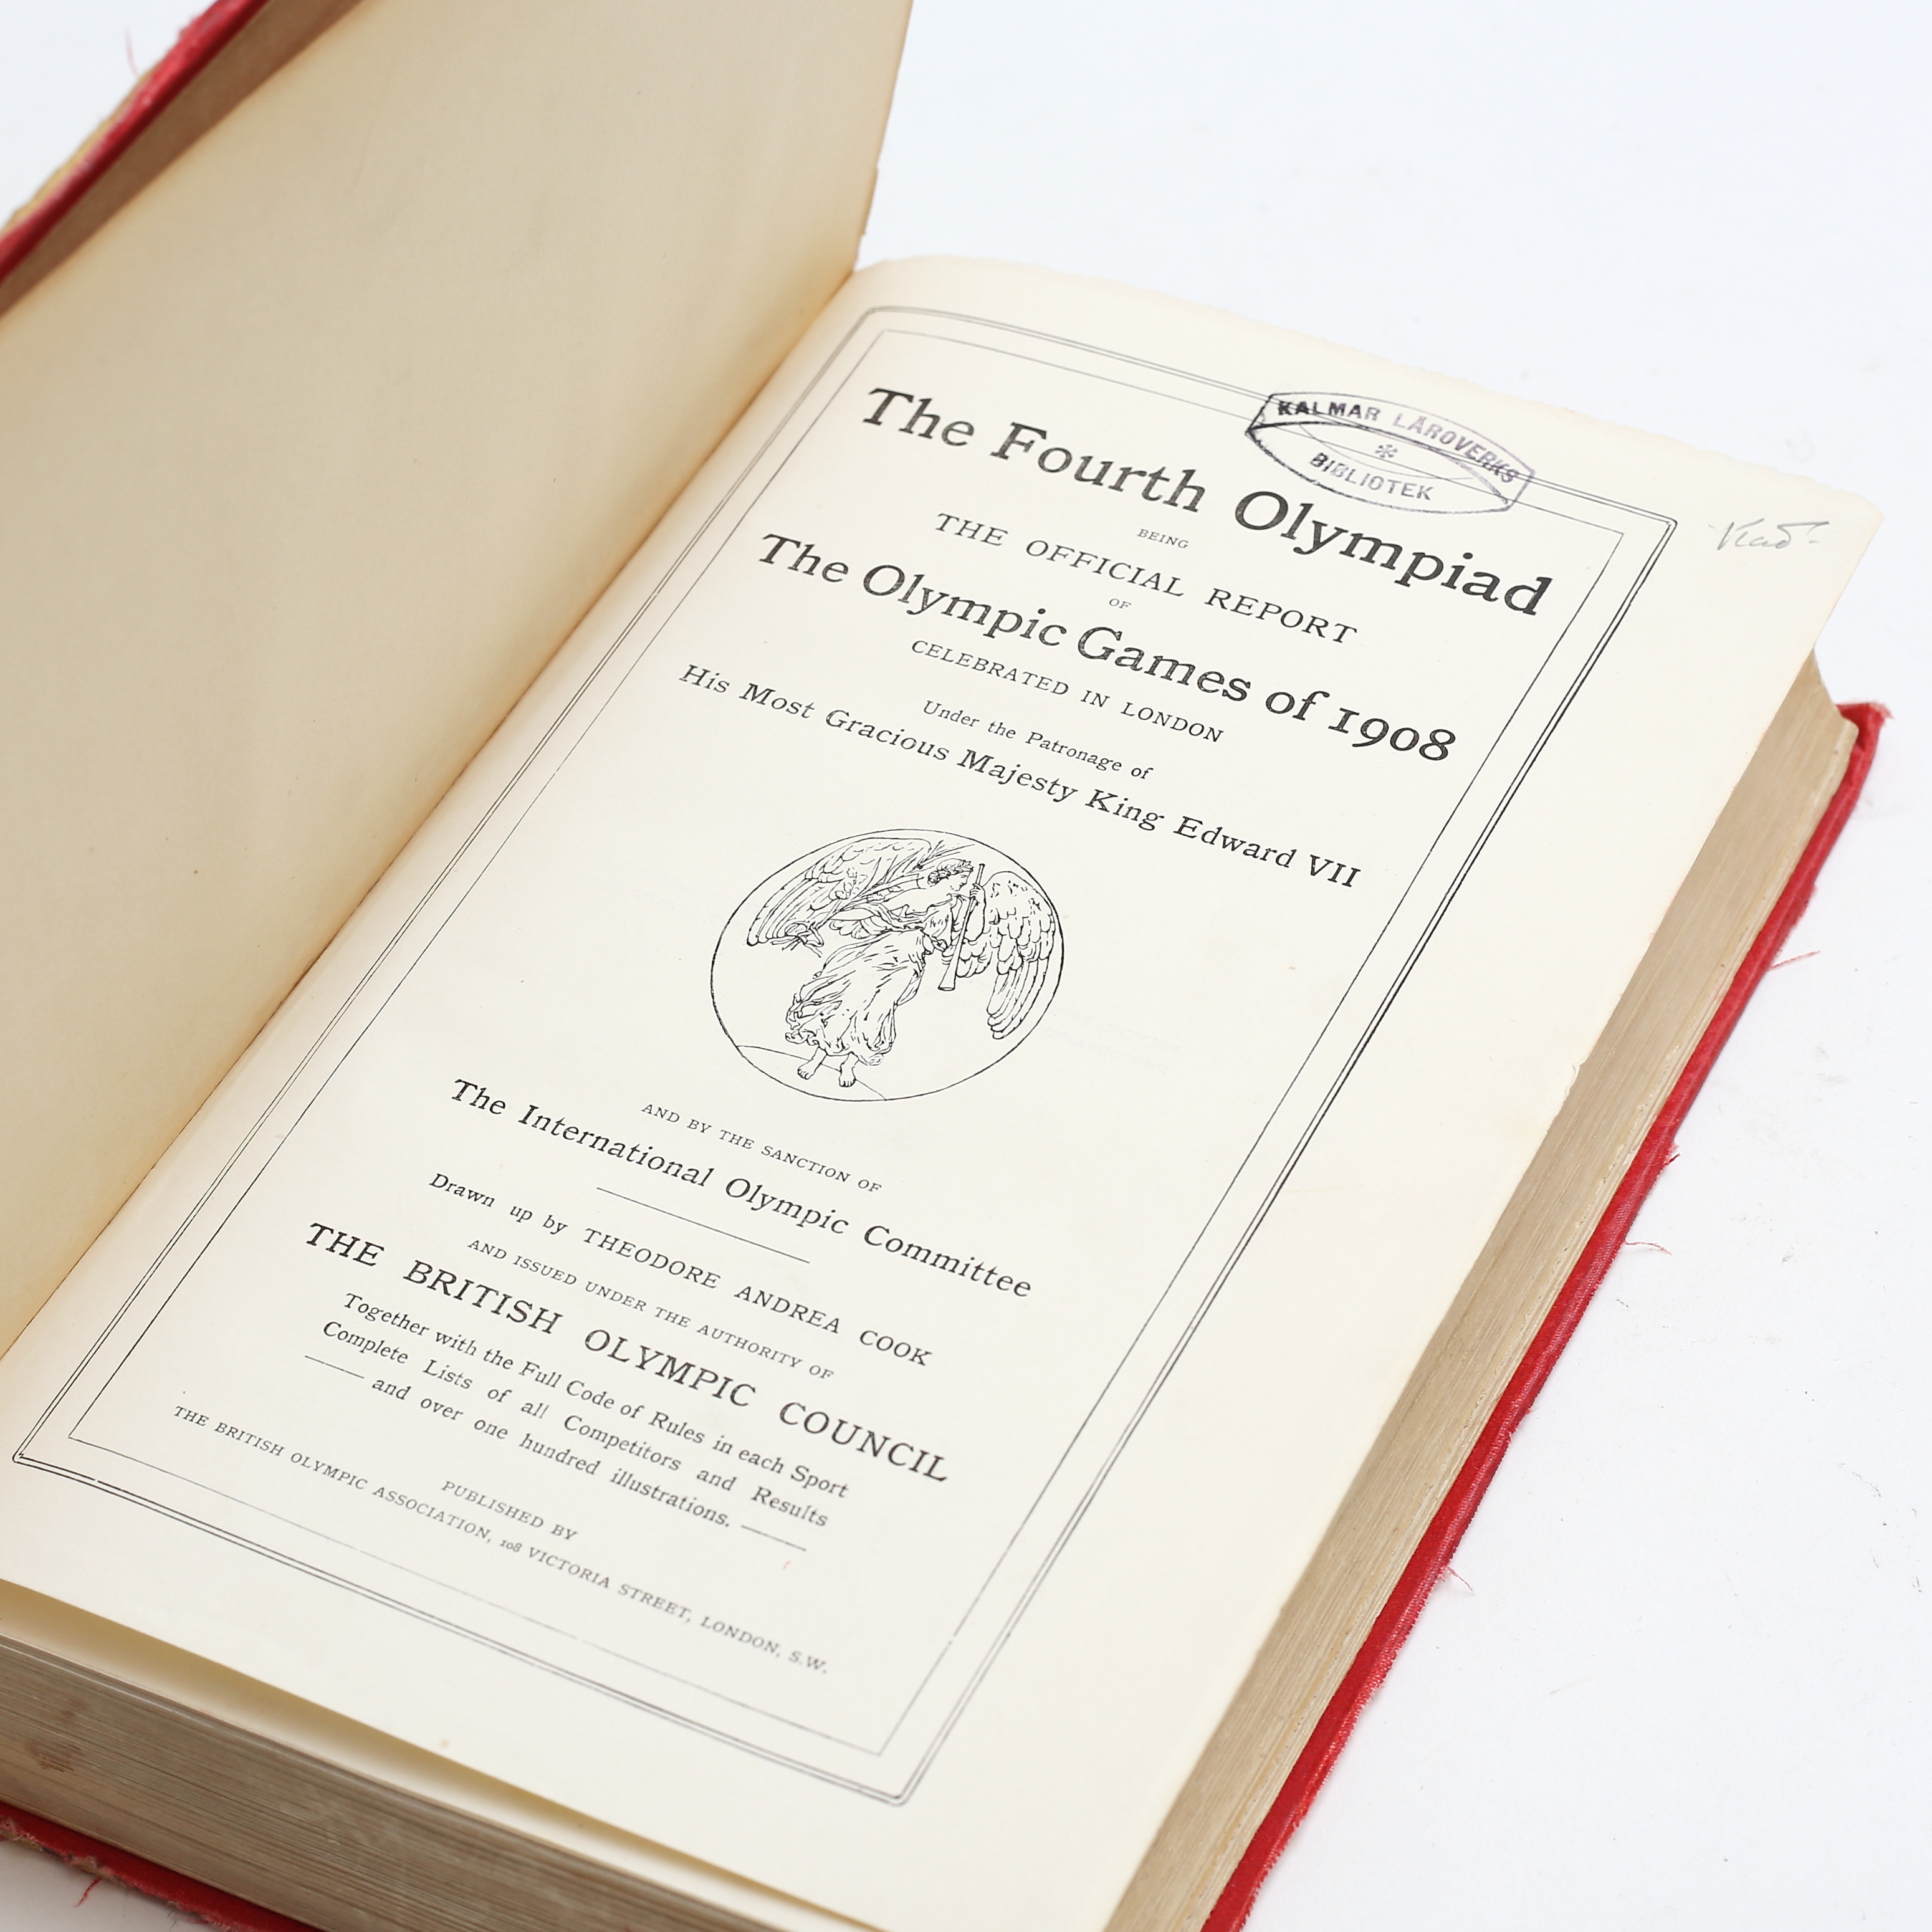 KALMAR LÄROVERKS
*
BIBLIOTEK
The Fourth Olympiad
BEING
THE OFFICIAL REPORT
OF
The Olympic Games of 1908
CELEBRATED IN LONDON
Under the Patronage of
His Most Gracious Majesty King Edward VII
AND BY THE SANCTION OF
The International Olympic Committee
Drawn up by THEODORE ANDREA COOK
AND ISSUED UNDER THE AUTHORITY OF
THE BRITISH OLYMPIC COUNCIL
Together with the Full Code of Rules in each Sport
Complete Lists of all Competitors and Results
and over one hundred illustrations.
PUBLISHED BY
THE BRITISH OLYMPIC ASSOCIATION, 108 VICTORIA STREET, LONDON, S.W.